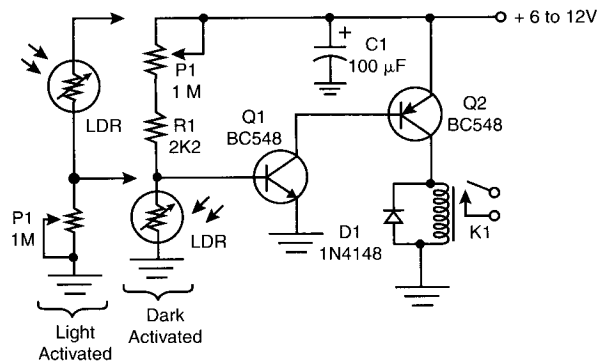 + 6 to 12V
+
C1
100 µF
P1
1 M
LDR
R1
2K2
Q1
BC548
Q2
BC548
P1
1M
LDR
D1
1N4148
K1
Light
Activated
Dark
Activated